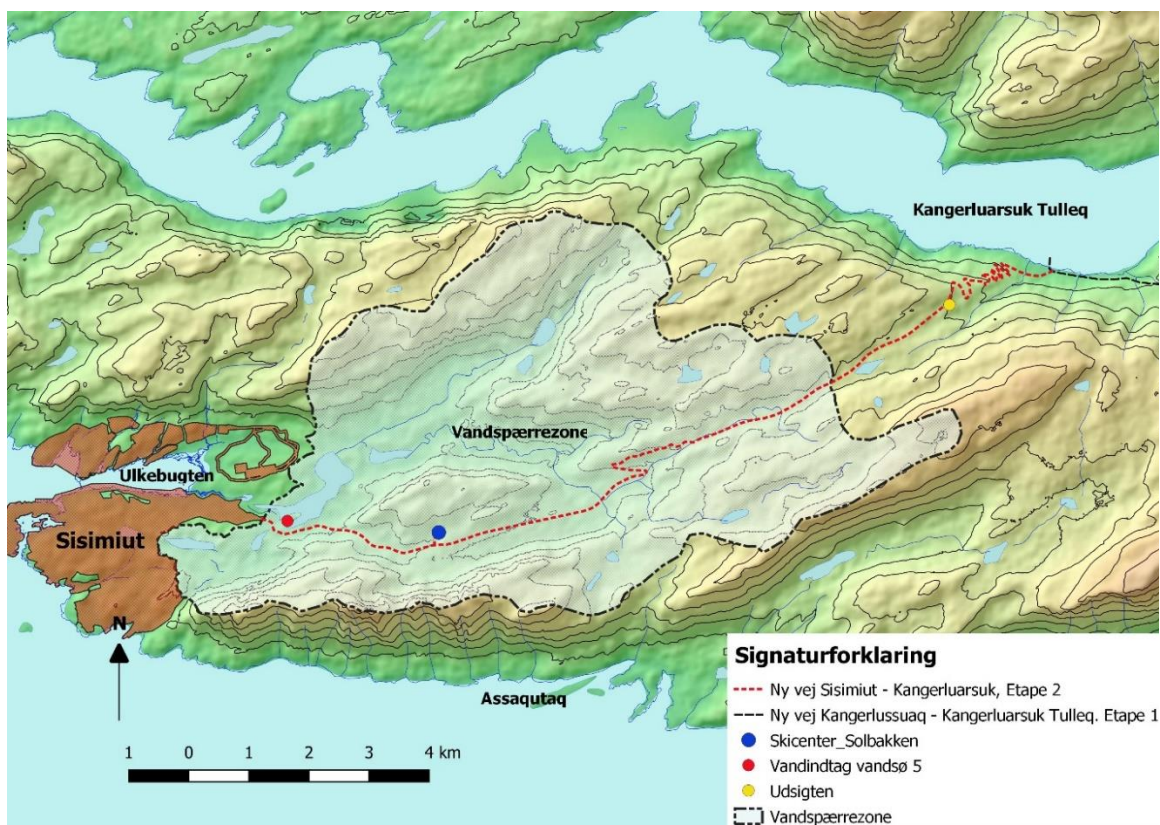 Kangerluarsuk Tulleq
Vandspærrezone
Ulkebugten
Sisimiut
N
Assaqutaq
1 0 1 2 3 4 km
Signaturforklaring
Ny vej Sisimiut - Kangerluarsuk, Etape 2
Ny vej Kangerlussuaq - Kangerluarsuk Tulleq. Etape 1
Skicenter_Solbakken
Vandindtag vandsø 5
Udsigten
Vandspærrezone